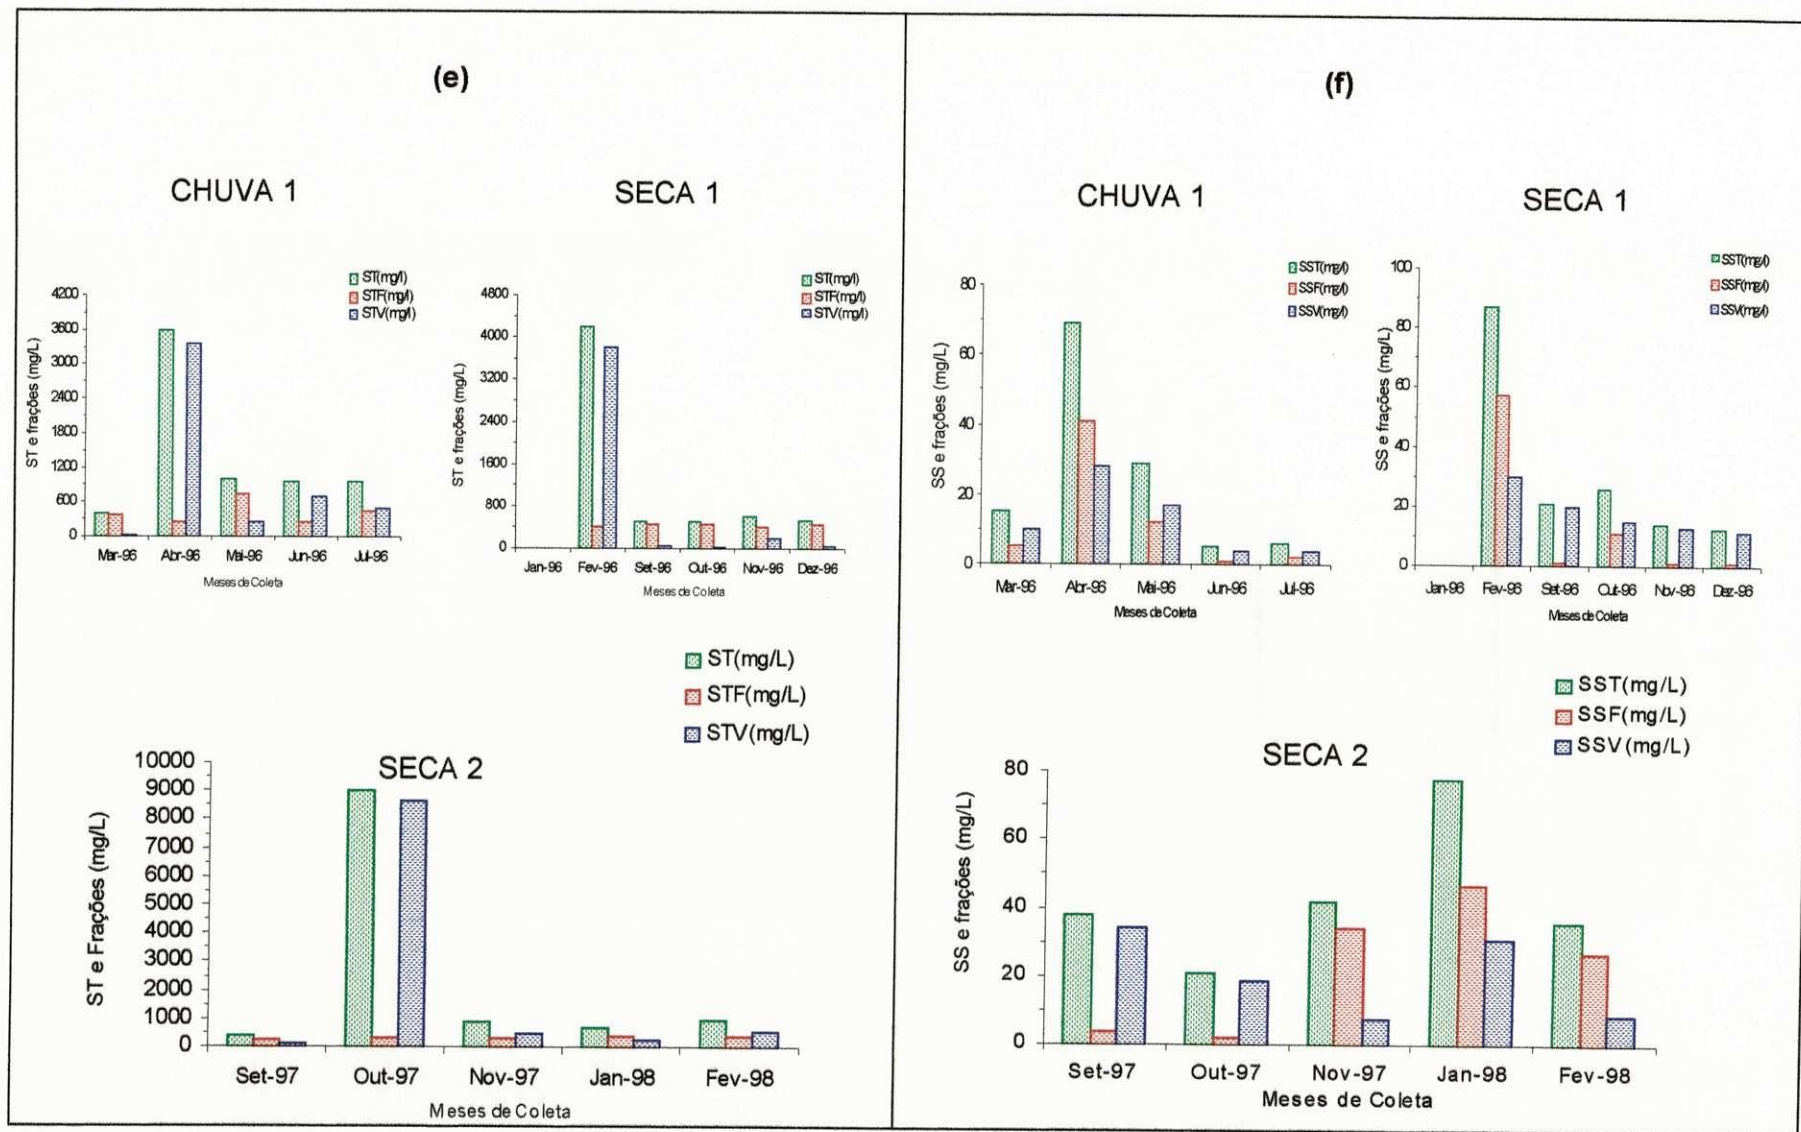 (e)
CHUVA 1
SECA 1
ST(mg/l)
STF(mg/l)
STV(mg/l)
4200
3600
3000
2400
1800
1200
600
0
ST e frações (mg/L)
Mar-96 Abr-96 Mai-96 Jun-96 Jul-96
Meses de Coleta
ST(mg/l)
STF(mg/l)
STV(mg/l)
4800
4000
3200
2400
1600
800
0
ST e frações (mg/L)
Jan-96 Fev-96 Set-96 Out-96 Nov-96 Dez-96
Meses de Coleta
ST(mg/L)
STF(mg/L)
STV(mg/L)
SECA 2
10000
9000
8000
7000
6000
5000
4000
3000
2000
1000
0
ST e Frações (mg/L)
Set-97 Out-97 Nov-97 Jan-98 Fev-98
Meses de Coleta
(f)
CHUVA 1
SECA 1
SST(mg/l)
SSF(mg/l)
SSV(mg/l)
80
60
40
20
0
SS e frações (mg/L)
Mar-96 Abr-96 Mai-96 Jun-96 Jul-96
Meses de Coleta
SST(mg/l)
SSF(mg/l)
SSV(mg/l)
100
80
60
40
20
0
SS e frações (mg/L)
Jan-96 Fev-96 Set-96 Out-96 Nov-96 Dez-96
Meses de Coleta
SST(mg/L)
SSF(mg/L)
SSV(mg/L)
SECA 2
80
60
40
20
0
SS e frações (mg/L)
Set-97 Out-97 Nov-97 Jan-98 Fev-98
Meses de Coleta